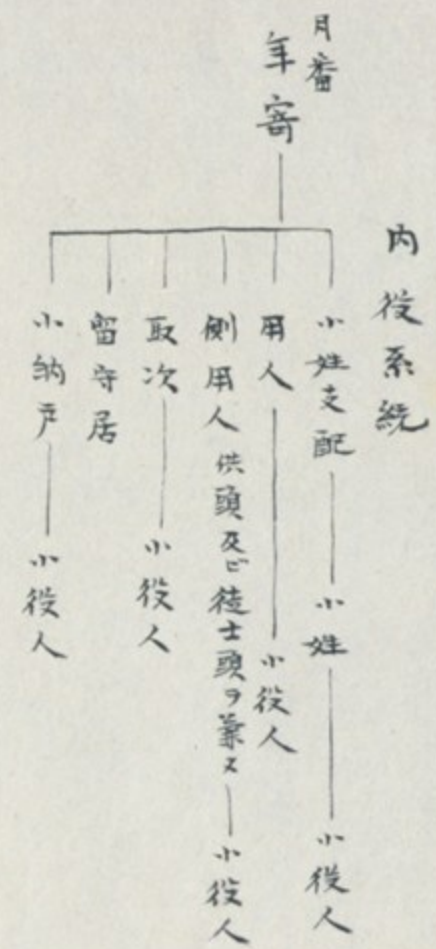 内役系統
月番
年寄
小姓支配 小姓 小役人
用人 小役人
側用人 供頭及ビ徒士頭ヲ兼ヌ 小役人
取次 小役人
留守居
小納戸 小役人